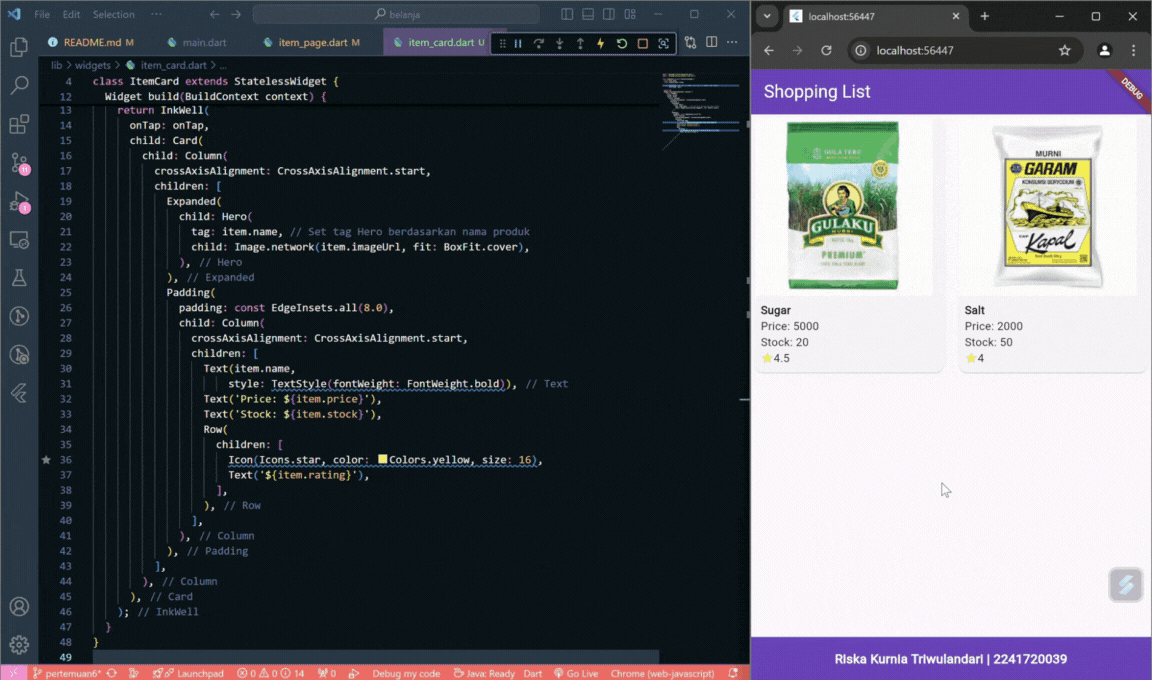 File Edit Selection ··· belanja
README.md M main.dart item_page.dart M item_card.dart U
lib > widgets > item_card.dart > ...
4 class ItemCard extends StatelessWidget {
12 Widget build(BuildContext context) {
13 return InkWell(
14 onTap: onTap,
15 child: Card(
16 child: Column(
17 crossAxisAlignment: CrossAxisAlignment.start,
18 children: [
19 Expanded(
20 child: Hero(
21 tag: item.name, // Set tag Hero berdasarkan nama produk
22 child: Image.network(item.imageUrl, fit: BoxFit.cover),
23 ), // Hero
24 ), // Expanded
25 Padding(
26 padding: const EdgeInsets.all(8.0),
27 child: Column(
28 crossAxisAlignment: CrossAxisAlignment.start,
29 children: [
30 Text(item.name,
31 style: TextStyle(fontWeight: FontWeight.bold)), // Text
32 Text('Price: ${item.price}'),
33 Text('Stock: ${item.stock}'),
34 Row(
35 children: [
36 Icon(Icons.star, color: Colors.yellow, size: 16),
37 Text('${item.rating}'),
38 ],
39 ), // Row
40 ],
41 ), // Column
42 ), // Padding
43 ],
44 ), // Column
45 ), // Card
46 ); // InkWell
47 }
48 }
49
pertemuan6* Launchpad 0 0 14 0 Debug my code Java: Ready Dart Go Live Chrome (web-javascript)
localhost:56447
localhost:56447
Shopping List
DEBUG
GULAKU
PREMIUM
Sugar
Price: 5000
Stock: 20
4.5
MURNI
GARAM
Kapal
Salt
Price: 2000
Stock: 50
4
Riska Kurnia Triwulandari | 2241720039